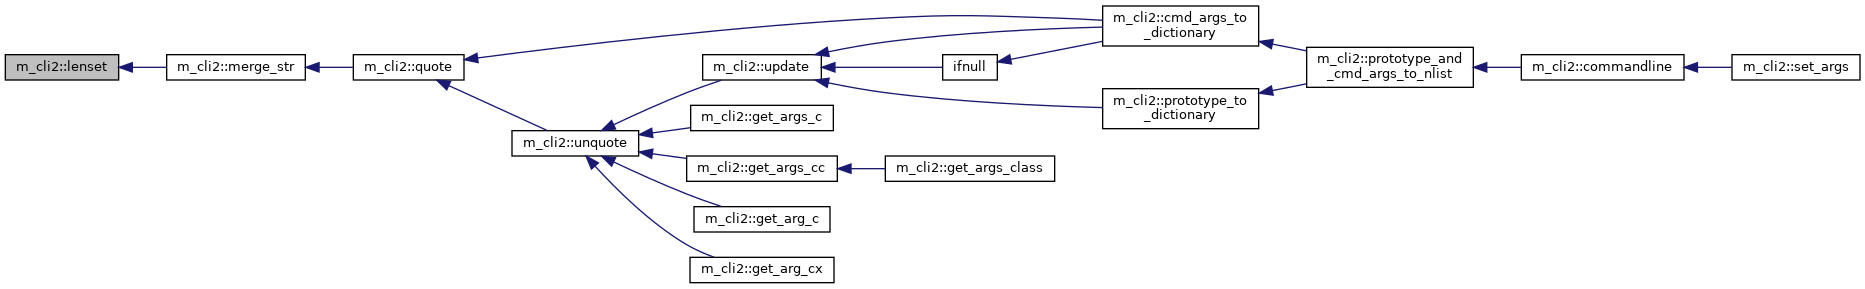 m_cli2::lenset
m_cli2::merge_str
m_cli2::quote
m_cli2::cmd_args_to
_dictionary
m_cli2::update
ifnull
m_cli2::prototype_to
_dictionary
m_cli2::prototype_and
_cmd_args_to_nlist
m_cli2::commandline
m_cli2::set_args
m_cli2::unquote
m_cli2::get_args_c
m_cli2::get_args_cc
m_cli2::get_args_class
m_cli2::get_arg_c
m_cli2::get_arg_cx